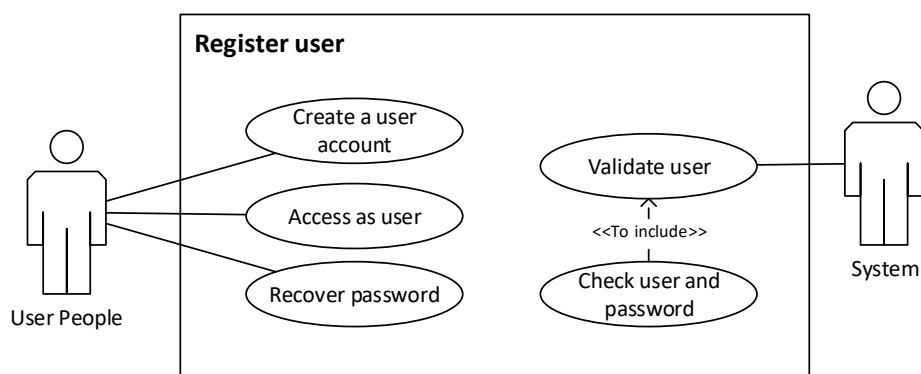 Register user
Create a user
account
Validate user
Access as user
<<To include>>
Recover password
Check user and
password
User People
System